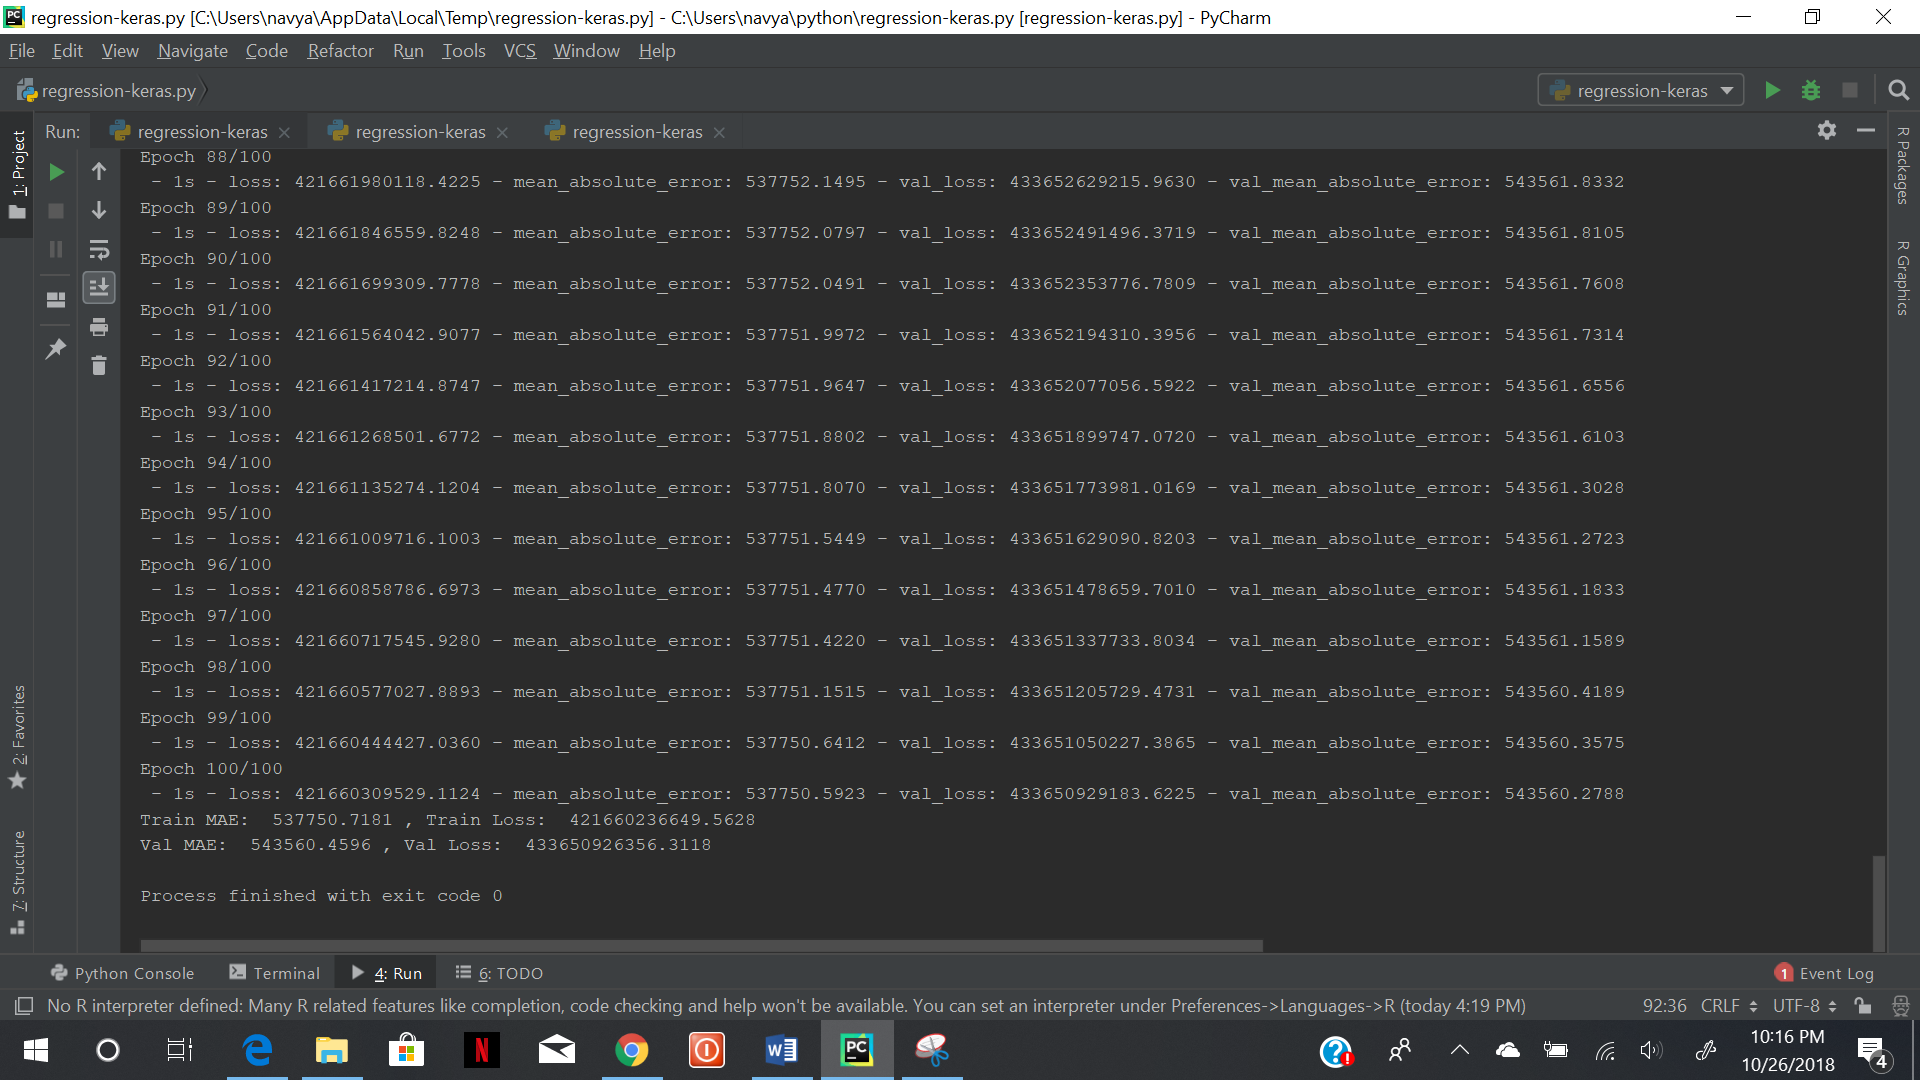 regression-keras.py [C:\Users\navya\AppData\Local\Temp\regression-keras.py] - C:\Users\navya\python\regression-keras.py [regression-keras.py] - PyCharm
File Edit View Navigate Code Refactor Run Tools VCS Window Help
regression-keras.py
regression-keras
Run: regression-keras regression-keras regression-keras
1: Project
2: Favorites
7: Structure
R Packages
R Graphics
Epoch 88/100
- 1s - loss: 421661980118.4225 - mean_absolute_error: 537752.1495 - val_loss: 433652629215.9630 - val_mean_absolute_error: 543561.8332
Epoch 89/100
- 1s - loss: 421661846559.8248 - mean_absolute_error: 537752.0797 - val_loss: 433652491496.3719 - val_mean_absolute_error: 543561.8105
Epoch 90/100
- 1s - loss: 421661699309.7778 - mean_absolute_error: 537752.0491 - val_loss: 433652353776.7809 - val_mean_absolute_error: 543561.7608
Epoch 91/100
- 1s - loss: 421661564042.9077 - mean_absolute_error: 537751.9972 - val_loss: 433652194310.3956 - val_mean_absolute_error: 543561.7314
Epoch 92/100
- 1s - loss: 421661417214.8747 - mean_absolute_error: 537751.9647 - val_loss: 433652077056.5922 - val_mean_absolute_error: 543561.6556
Epoch 93/100
- 1s - loss: 421661268501.6772 - mean_absolute_error: 537751.8802 - val_loss: 433651899747.0720 - val_mean_absolute_error: 543561.6103
Epoch 94/100
- 1s - loss: 421661135274.1204 - mean_absolute_error: 537751.8070 - val_loss: 433651773981.0169 - val_mean_absolute_error: 543561.3028
Epoch 95/100
- 1s - loss: 421661009716.1003 - mean_absolute_error: 537751.5449 - val_loss: 433651629090.8203 - val_mean_absolute_error: 543561.2723
Epoch 96/100
- 1s - loss: 421660858786.6973 - mean_absolute_error: 537751.4770 - val_loss: 433651478659.7010 - val_mean_absolute_error: 543561.1833
Epoch 97/100
- 1s - loss: 421660717545.9280 - mean_absolute_error: 537751.4220 - val_loss: 433651337733.8034 - val_mean_absolute_error: 543561.1589
Epoch 98/100
- 1s - loss: 421660577027.8893 - mean_absolute_error: 537751.1515 - val_loss: 433651205729.4731 - val_mean_absolute_error: 543560.4189
Epoch 99/100
- 1s - loss: 421660444427.0360 - mean_absolute_error: 537750.6412 - val_loss: 433651050227.3865 - val_mean_absolute_error: 543560.3575
Epoch 100/100
- 1s - loss: 421660309529.1124 - mean_absolute_error: 537750.5923 - val_loss: 433650929183.6225 - val_mean_absolute_error: 543560.2788
Train MAE: 537750.7181 , Train Loss: 421660236649.5628
Val MAE: 543560.4596 , Val Loss: 433650926356.3118
Process finished with exit code 0
Python Console Terminal 4: Run 6: TODO 1 Event Log
No R interpreter defined: Many R related features like completion, code checking and help won't be available. You can set an interpreter under Preferences->Languages->R (today 4:19 PM) 92:36 CRLF UTF-8
10:16 PM
10/26/2018
4